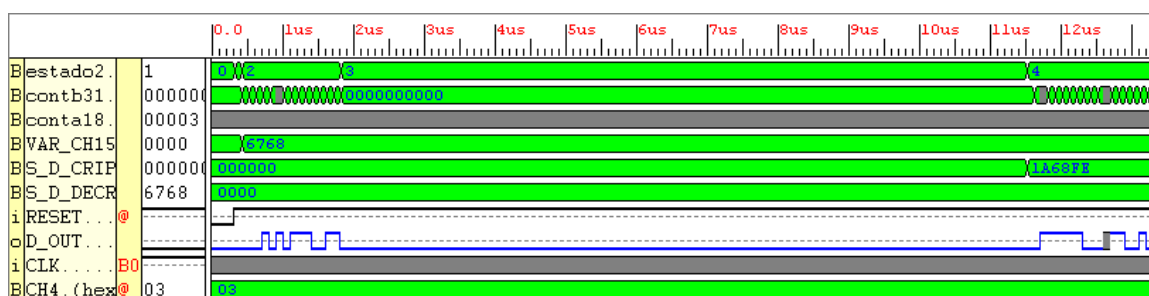 0.0 1us 2us 3us 4us 5us 6us 7us 8us 9us 10us 11us 12us
B estado2. 1 0 2 3 4
B contb31. 000000 0000000000
B conta18. 00003
B VAR_CH15 0000 6768
B S_D_CRIP 000000 000000 1A68FE
B S_D_DECR 6768 0000
i RESET... @
o D_OUT...
i CLK..... B0
B CH4.(hex @ 03 03